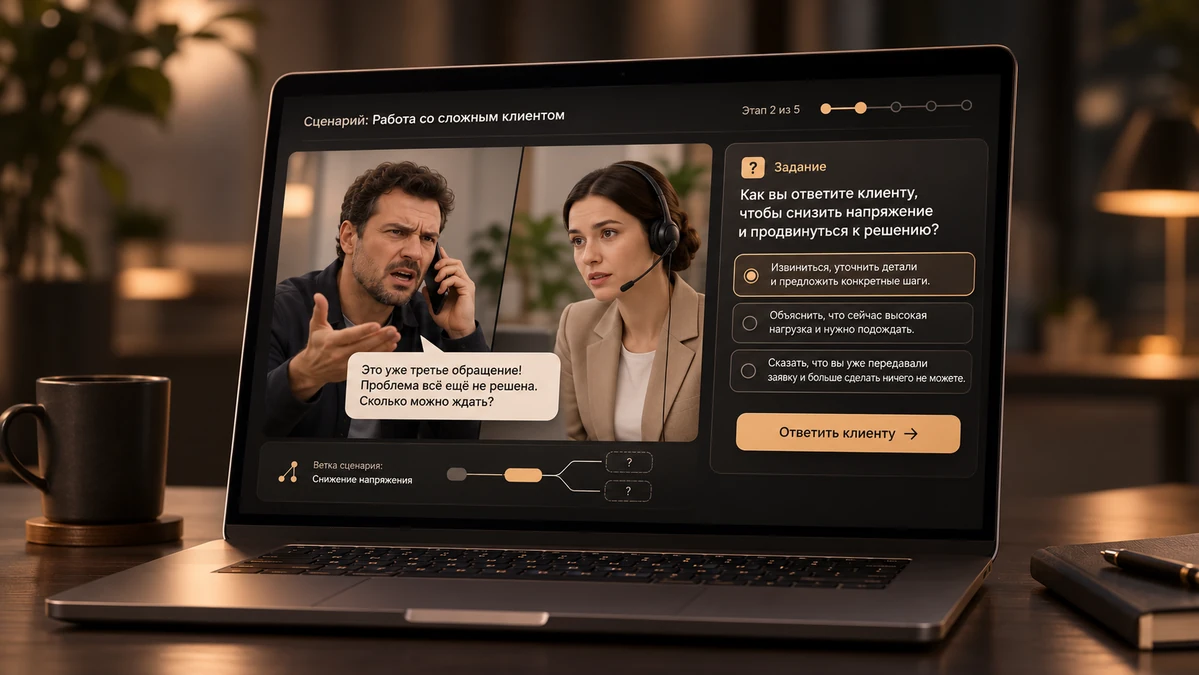 Сценарий: Работа со сложным клиентом
Этап 2 из 5
Это уже третье обращение!
Проблема всё ещё не решена.
Сколько можно ждать?
?
Задание
Как вы ответите клиенту,
чтобы снизить напряжение
и продвинуться к решению?
Извиниться, уточнить детали
и предложить конкретные шаги.
Объяснить, что сейчас высокая
нагрузка и нужно подождать.
Сказать, что вы уже передавали
заявку и больше сделать ничего не можете.
Ответить клиенту →
Ветка сценария:
Снижение напряжения
?
?